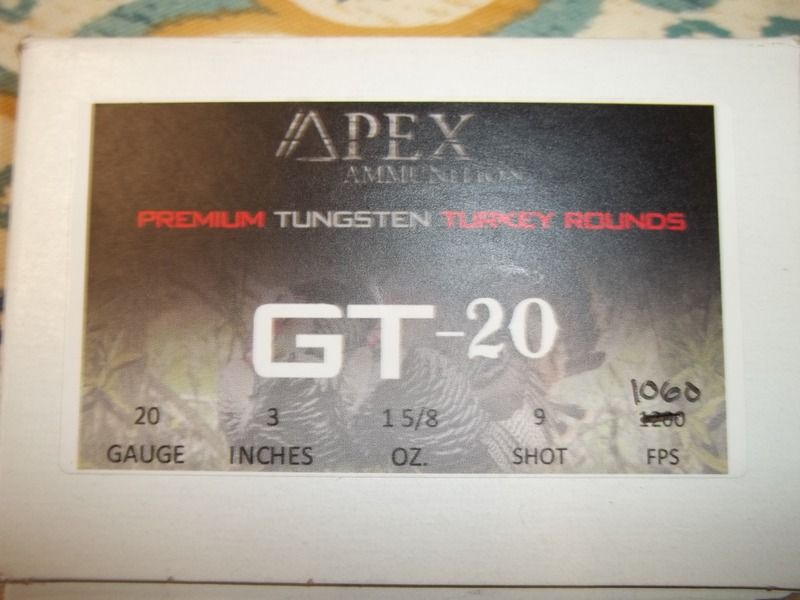 APEX
AMMUNITION
PREMIUM TUNGSTEN TURKEY ROUNDS
GT-20
1060
20 3 1 5/8 9 1200
GAUGE INCHES OZ. SHOT FPS